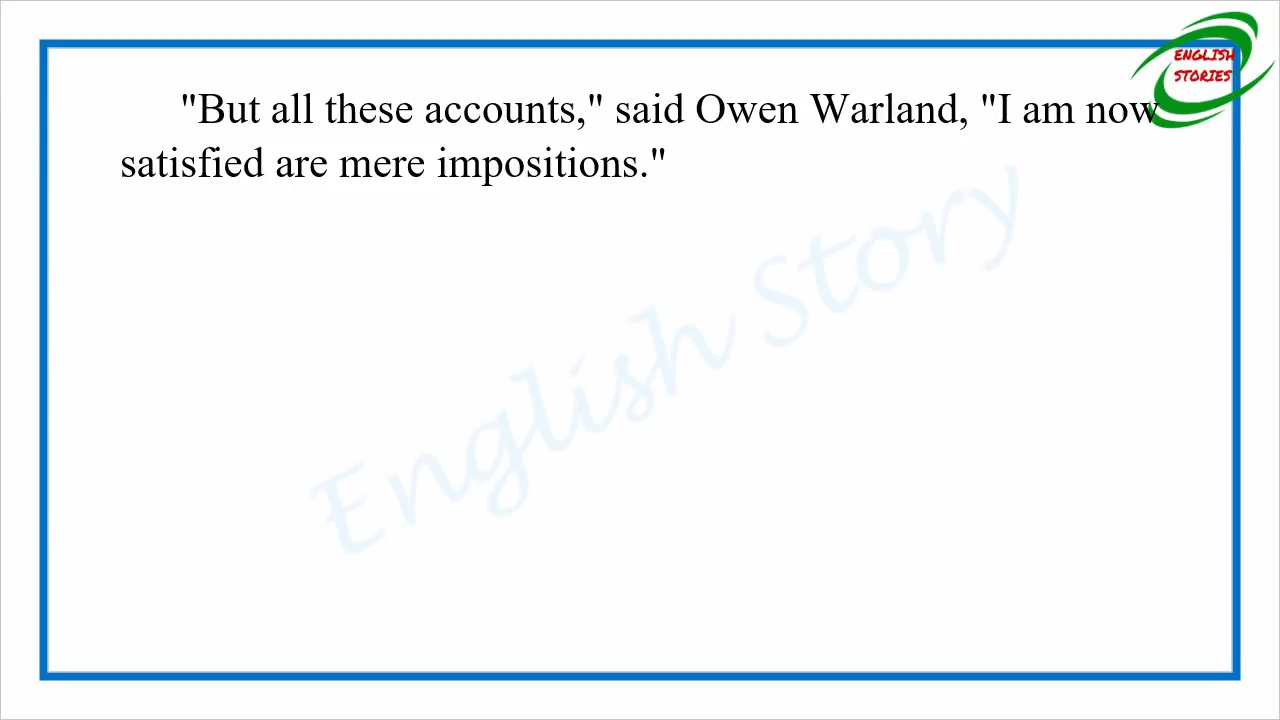 ENGLISH
STORIES
"But all these accounts," said Owen Warland, "I am now
satisfied are mere impositions."
English Story